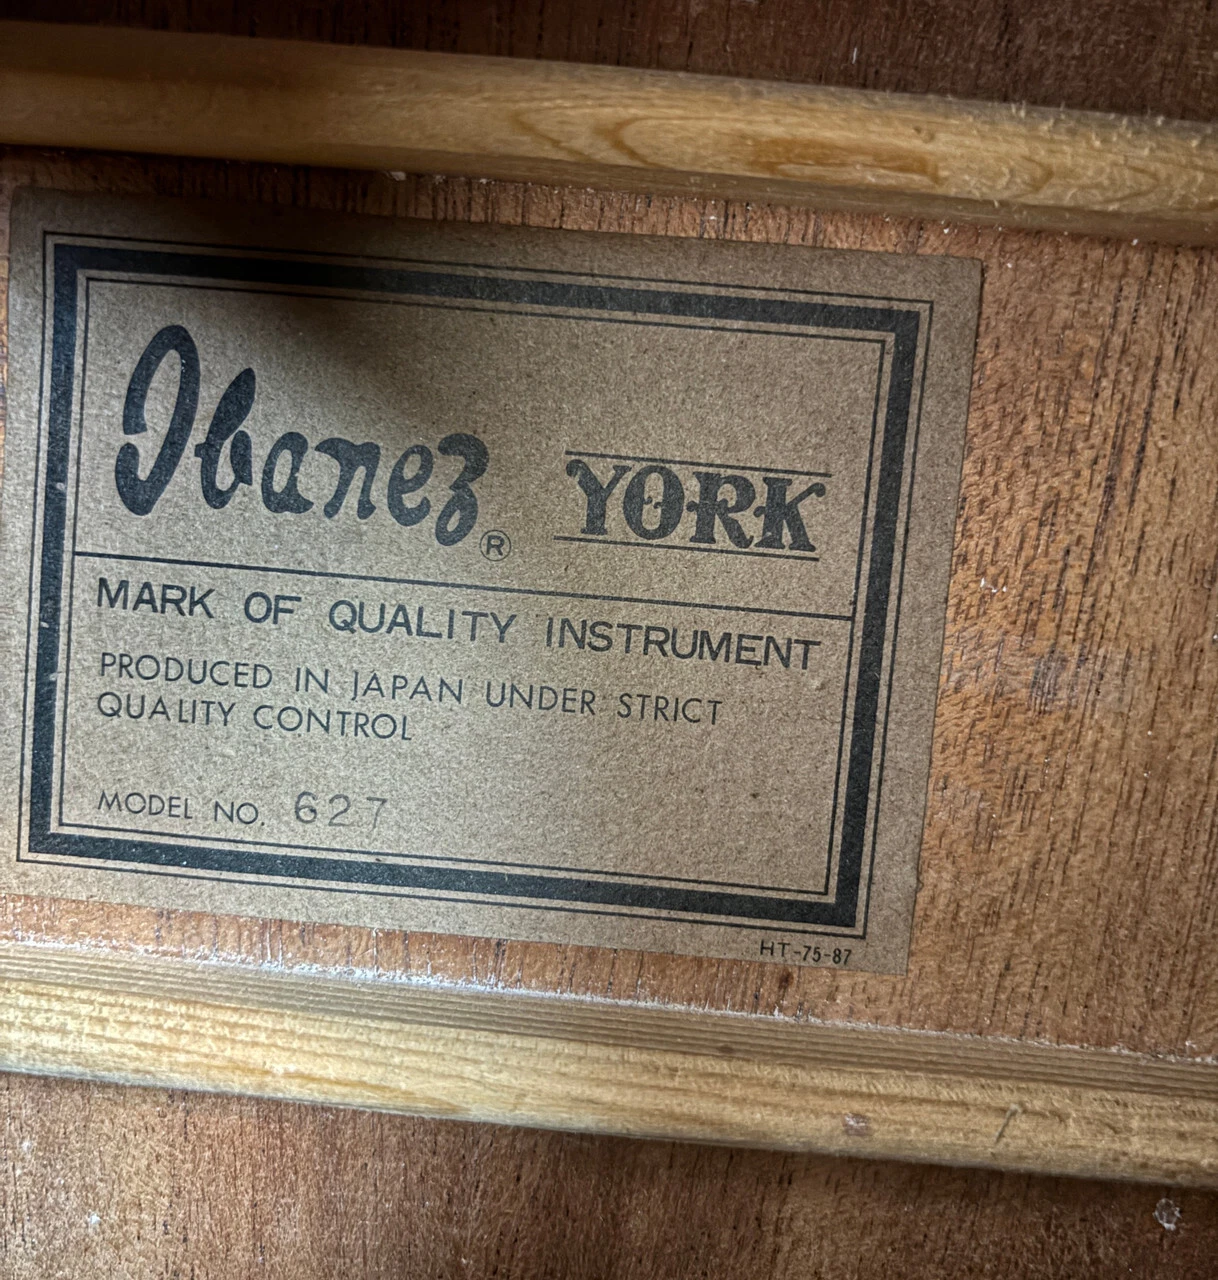 Ibanez® YORK
MARK OF QUALITY INSTRUMENT
PRODUCED IN JAPAN UNDER STRICT
QUALITY CONTROL
MODEL NO. 627
HT-75-87